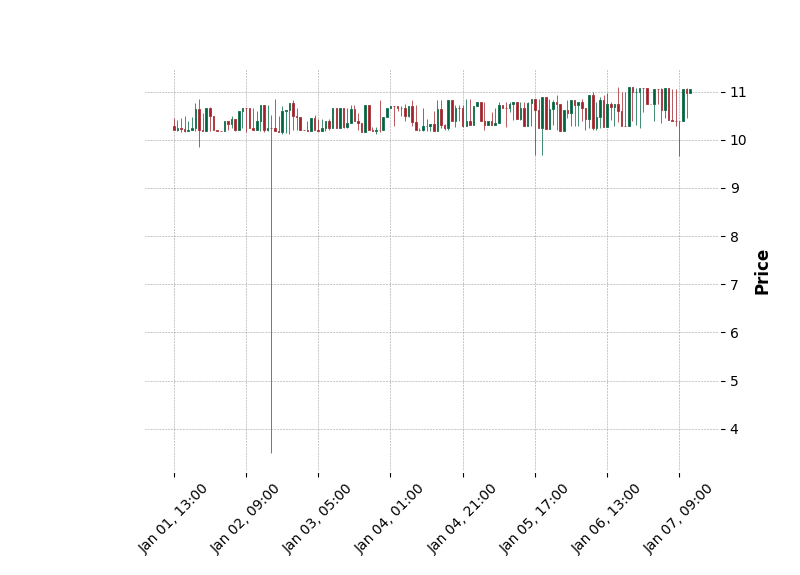 11
10
9
8
7
6
5
4
Price
Jan 01, 13:00
Jan 02, 09:00
Jan 03, 05:00
Jan 04, 01:00
Jan 04, 21:00
Jan 05, 17:00
Jan 06, 13:00
Jan 07, 09:00